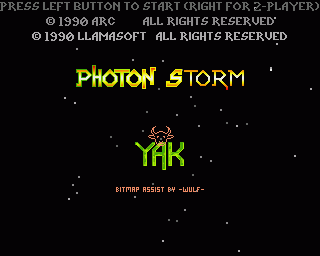 PRESS LEFT BUTTON TO START (RIGHT FOR 2-PLAYER)
© 1990 ARC ALL RIGHTS RESERVED
© 1990 LLAMASOFT ALL RIGHTS RESERVED
PHOTON STORM
YAK
BITMAP ASSIST BY -WULF-